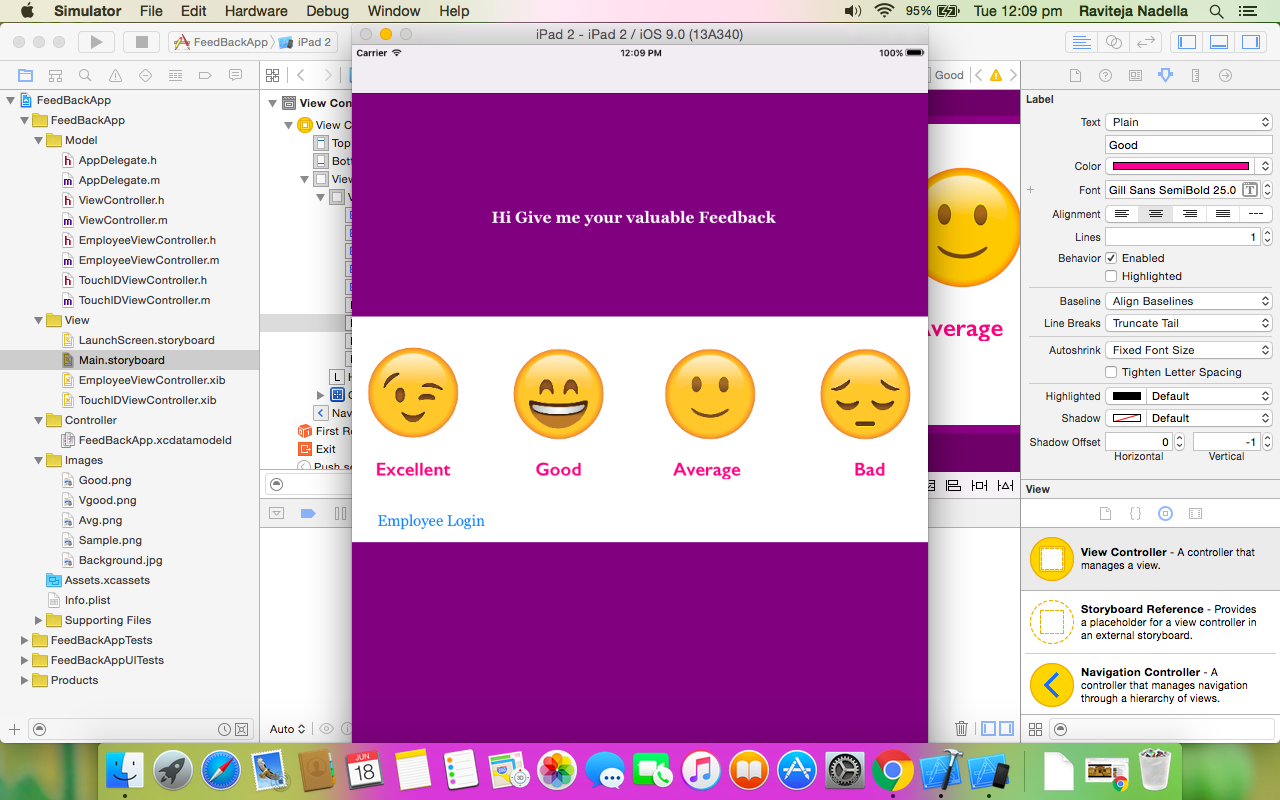 Simulator File Edit Hardware Debug Window Help 95% Tue 12:09 pm Raviteja Nadella
FeedBackApp iPad 2
iPad 2 - iPad 2 / iOS 9.0 (13A340)
Carrier 12:09 PM 100%
Good
FeedBackApp
FeedBackApp
Model
AppDelegate.h
AppDelegate.m
ViewController.h
ViewController.m
EmployeeViewController.h
EmployeeViewController.m
TouchIDViewController.h
TouchIDViewController.m
View
LaunchScreen.storyboard
Main.storyboard
EmployeeViewController.xib
TouchIDViewController.xib
Controller
FeedBackApp.xcdatamodeld
Images
Good.png
Vgood.png
Avg.png
Sample.png
Background.jpg
Assets.xcassets
Info.plist
Supporting Files
FeedBackAppTests
FeedBackAppUITests
Products
View Con
View C
Top
Bott
View
V
L H
C
Nav
First Re
Exit
Push se
Auto
Hi Give me your valuable Feedback
Excellent Good Average Bad
Employee Login
Average
Label
Text Plain
Good
Color
Font Gill Sans SemiBold 25.0
Alignment
Lines 1
Behavior Enabled
Highlighted
Baseline Align Baselines
Line Breaks Truncate Tail
Autoshrink Fixed Font Size
Tighten Letter Spacing
Highlighted Default
Shadow Default
Shadow Offset 0 -1
Horizontal Vertical
View
View Controller - A controller that
manages a view.
Storyboard Reference - Provides
a placeholder for a view controller in
an external storyboard.
Navigation Controller - A
controller that manages navigation
through a hierarchy of views.
JUN
18